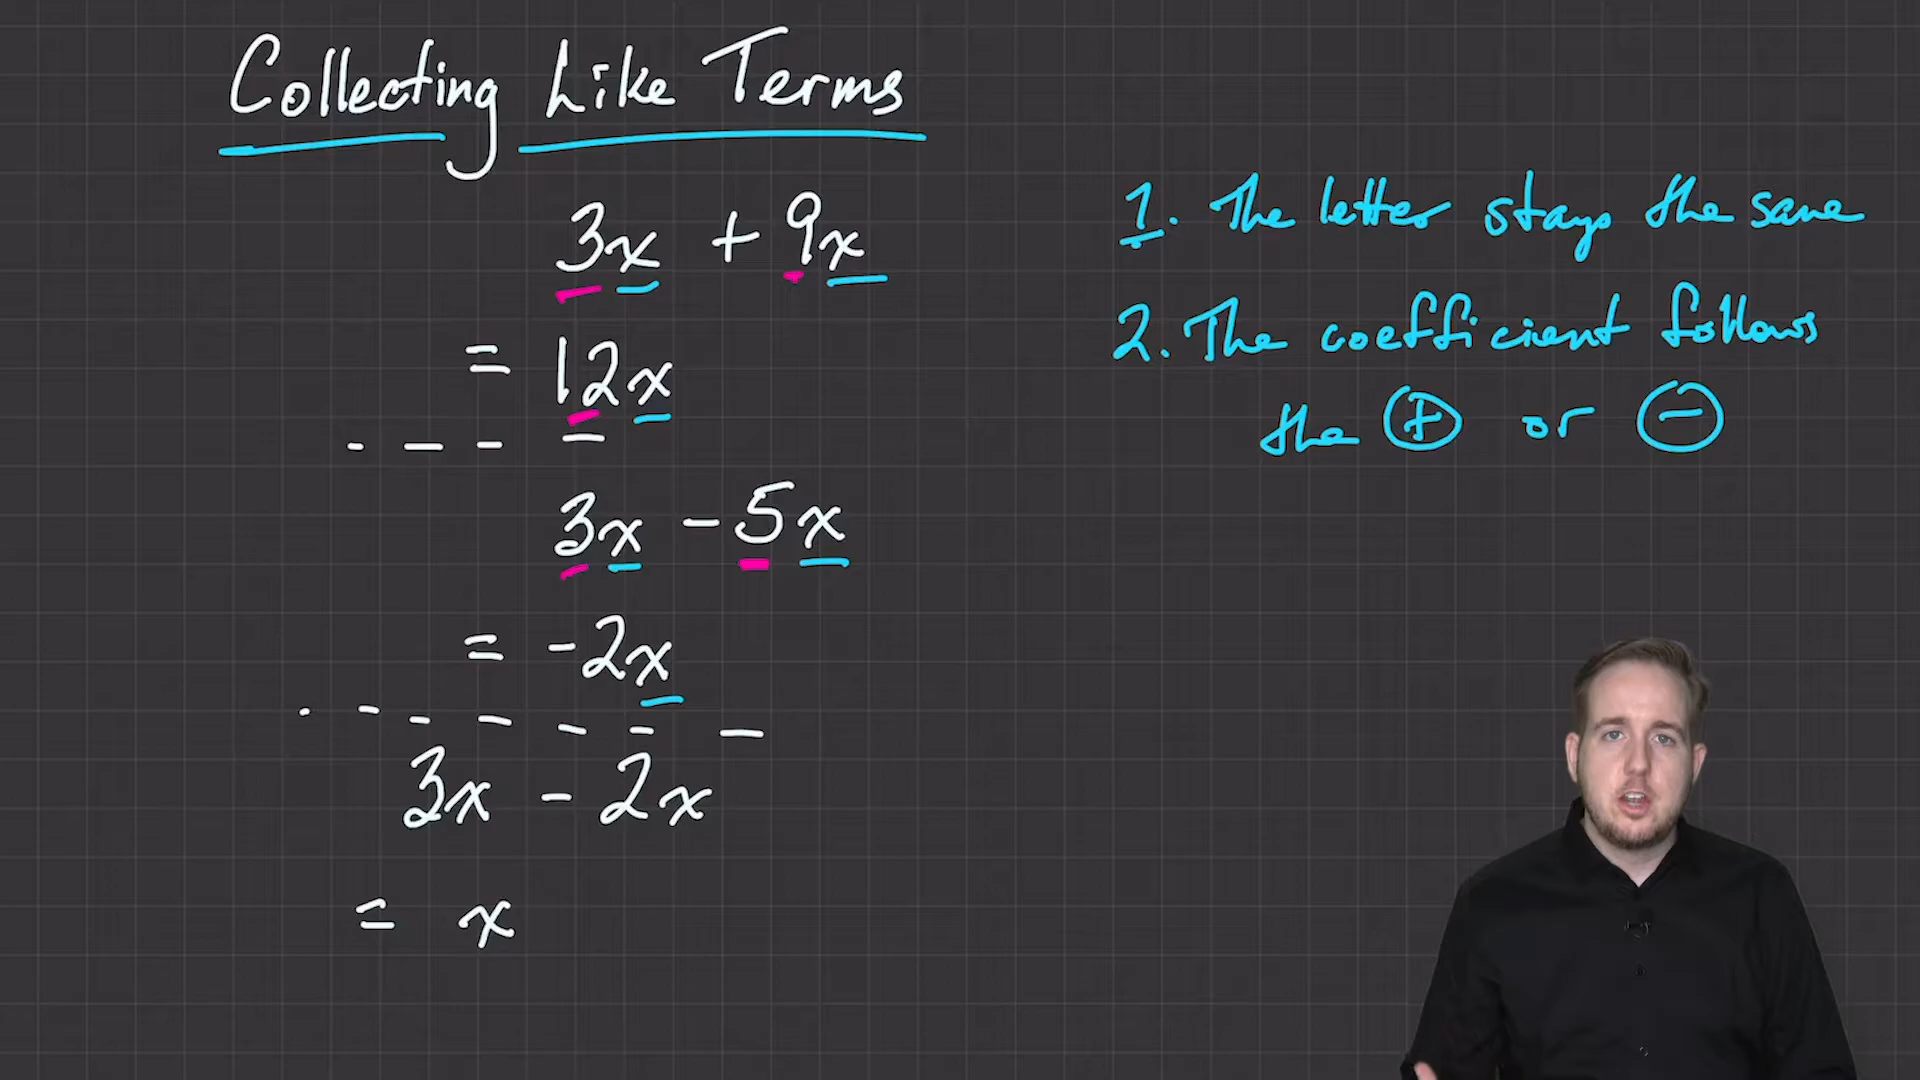 Collecting Like Terms
3x + 9x
= 12x
3x - 5x
= -2x
3x - 2x
= x
1. The letter stays the same
2. The coefficient follows
the + or -